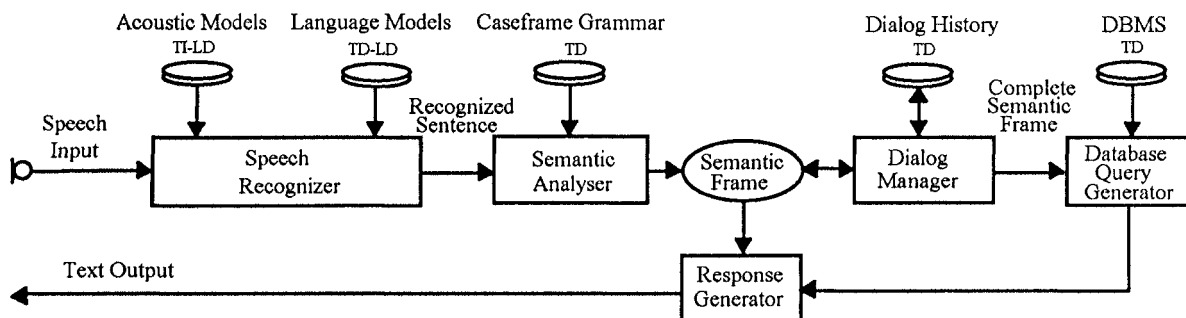 Acoustic Models
TI-LD
Language Models
TD-LD
Caseframe Grammar
TD
Dialog History
TD
DBMS
TD
Speech
Input
Speech
Recognizer
Recognized
Sentence
Semantic
Analyser
Semantic
Frame
Dialog
Manager
Complete
Semantic
Frame
Database
Query
Generator
Text Output
Response
Generator